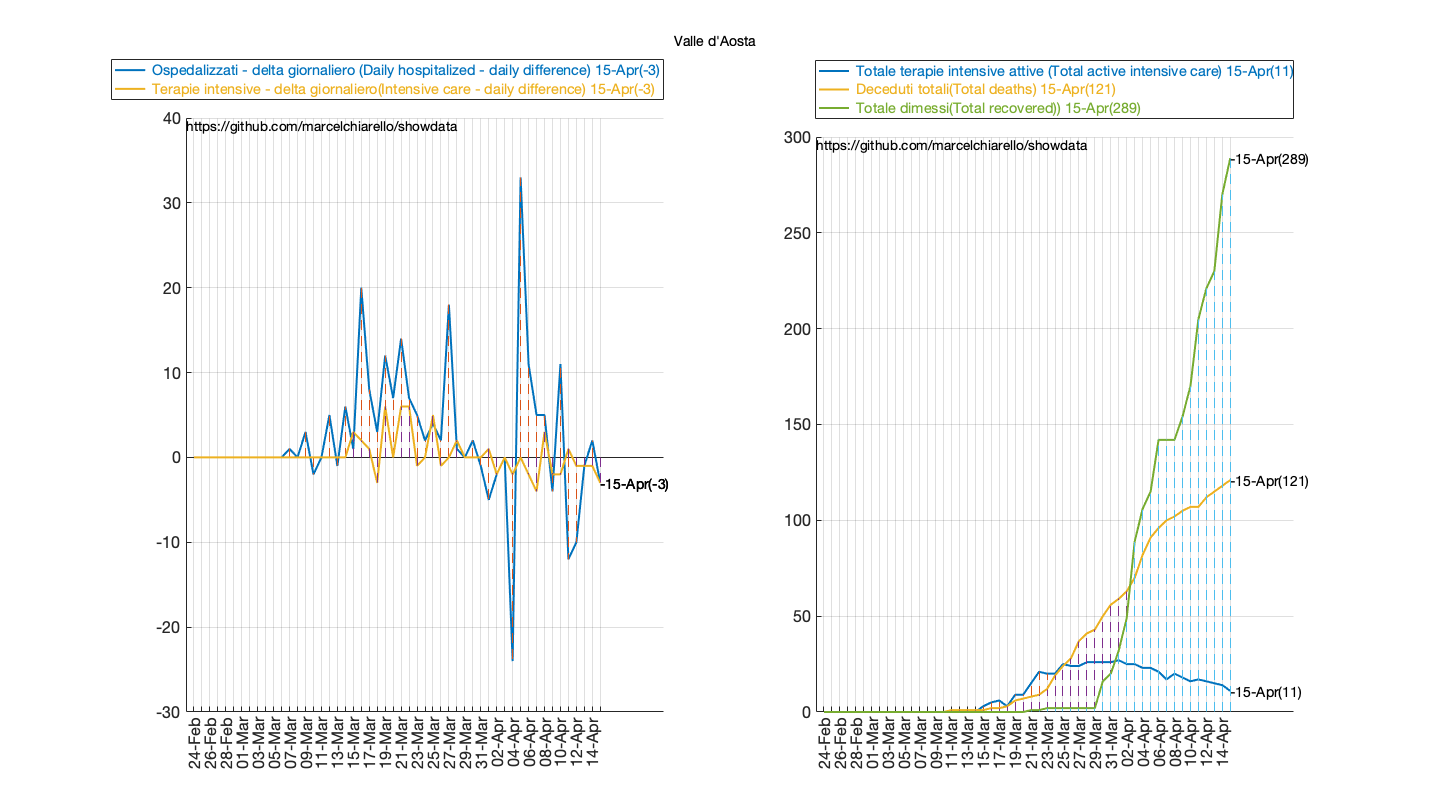 Valle d'Aosta
Ospedalizzati - delta giornaliero (Daily hospitalized - daily difference) 15-Apr(-3)
Terapie intensive - delta giornaliero(Intensive care - daily difference) 15-Apr(-3)
https://github.com/marcelchiarello/showdata
40
30
20
10
0
-10
-20
-30
-15-Apr(-3)
24-Feb
26-Feb
28-Feb
01-Mar
03-Mar
05-Mar
07-Mar
09-Mar
11-Mar
13-Mar
15-Mar
17-Mar
19-Mar
21-Mar
23-Mar
25-Mar
27-Mar
29-Mar
31-Mar
02-Apr
04-Apr
06-Apr
08-Apr
10-Apr
12-Apr
14-Apr
Totale terapie intensive attive (Total active intensive care) 15-Apr(11)
Deceduti totali(Total deaths) 15-Apr(121)
Totale dimessi(Total recovered)) 15-Apr(289)
https://github.com/marcelchiarello/showdata
300
250
200
150
100
50
0
-15-Apr(289)
-15-Apr(121)
-15-Apr(11)
24-Feb
26-Feb
28-Feb
01-Mar
03-Mar
05-Mar
07-Mar
09-Mar
11-Mar
13-Mar
15-Mar
17-Mar
19-Mar
21-Mar
23-Mar
25-Mar
27-Mar
29-Mar
31-Mar
02-Apr
04-Apr
06-Apr
08-Apr
10-Apr
12-Apr
14-Apr